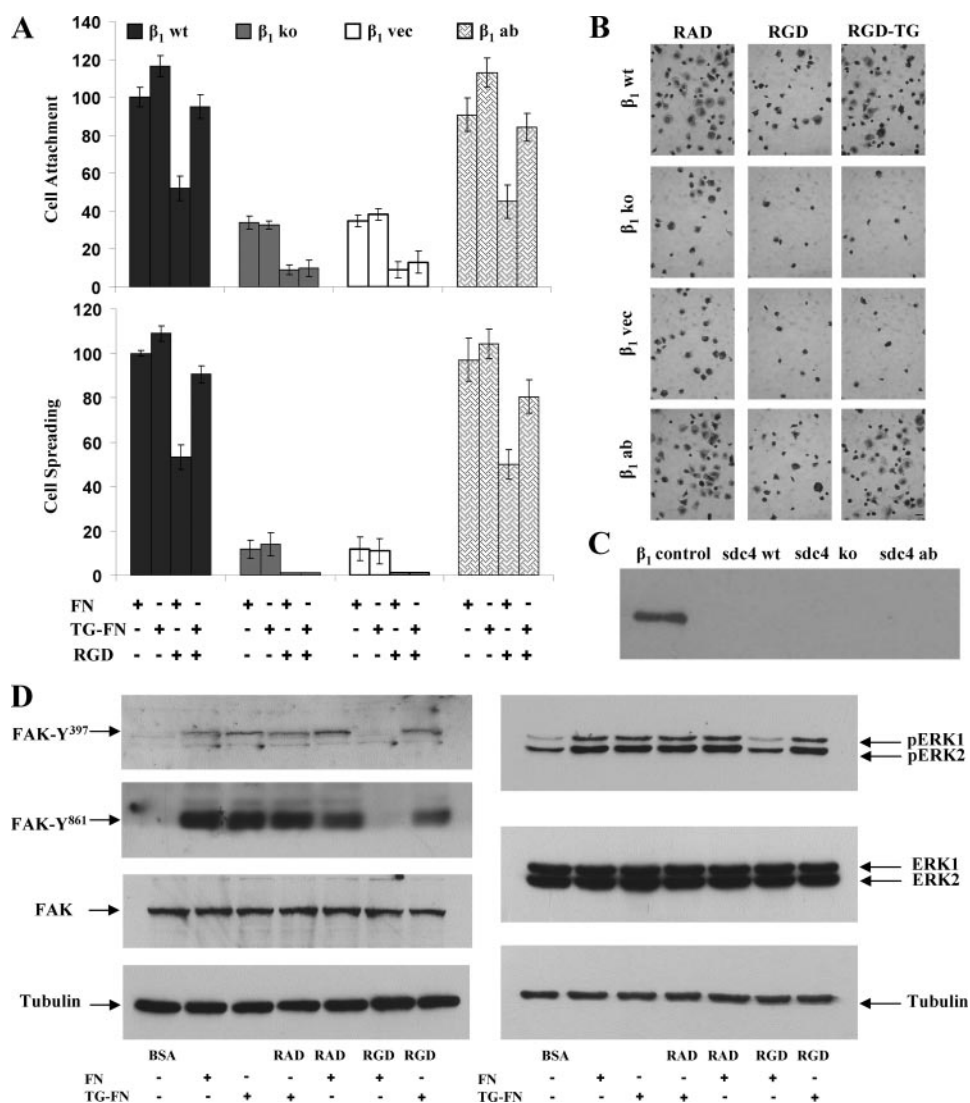 A
β1 wt β1 ko β1 vec β1 ab
Cell Attachment
140
120
100
80
60
40
20
0
Cell Spreading
120
100
80
60
40
20
0
FN + - + - + - + - + - + - + - + -
TG-FN - + - + - + - + - + - + - + - +
RGD - - + + - - + + - - + + - - + +
B
RAD RGD RGD-TG
β1 wt
β1 ko
β1 vec
β1 ab
C
β1 control sdc4 wt sdc4 ko sdc4 ab
D
FAK-Y397
FAK-Y861
FAK
Tubulin
BSA RAD RAD RGD RGD
FN - + - - + + -
TG-FN - - + + - - +
pERK1
pERK2
ERK1
ERK2
Tubulin
BSA RAD RAD RGD RGD
FN - + - - + + -
TG-FN - - + + - - +